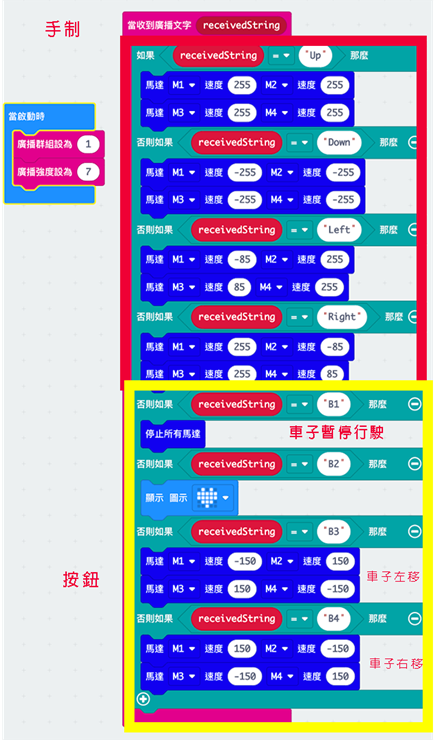 手制
當收到廣播文字 receivedString
如果 receivedString = "Up" 那麼
馬達 M1 速度 255 M2 速度 255
馬達 M3 速度 255 M4 速度 255
當啟動時
廣播群組設為 1
廣播強度設為 7
否則如果 receivedString = "Down" 那麼
馬達 M1 速度 -255 M2 速度 -255
馬達 M3 速度 -255 M4 速度 -255
否則如果 receivedString = "Left" 那麼
馬達 M1 速度 -85 M2 速度 255
馬達 M3 速度 85 M4 速度 255
否則如果 receivedString = "Right" 那麼
馬達 M1 速度 255 M2 速度 -85
馬達 M3 速度 255 M4 速度 85
否則如果 receivedString = "B1" 那麼
停止所有馬達 車子暫停行駛
否則如果 receivedString = "B2" 那麼
顯示 圖示
否則如果 receivedString = "B3" 那麼
馬達 M1 速度 -150 M2 速度 150
按鈕
車子左移
馬達 M3 速度 150 M4 速度 -150
否則如果 receivedString = "B4" 那麼
馬達 M1 速度 150 M2 速度 -150
車子右移
馬達 M3 速度 -150 M4 速度 150